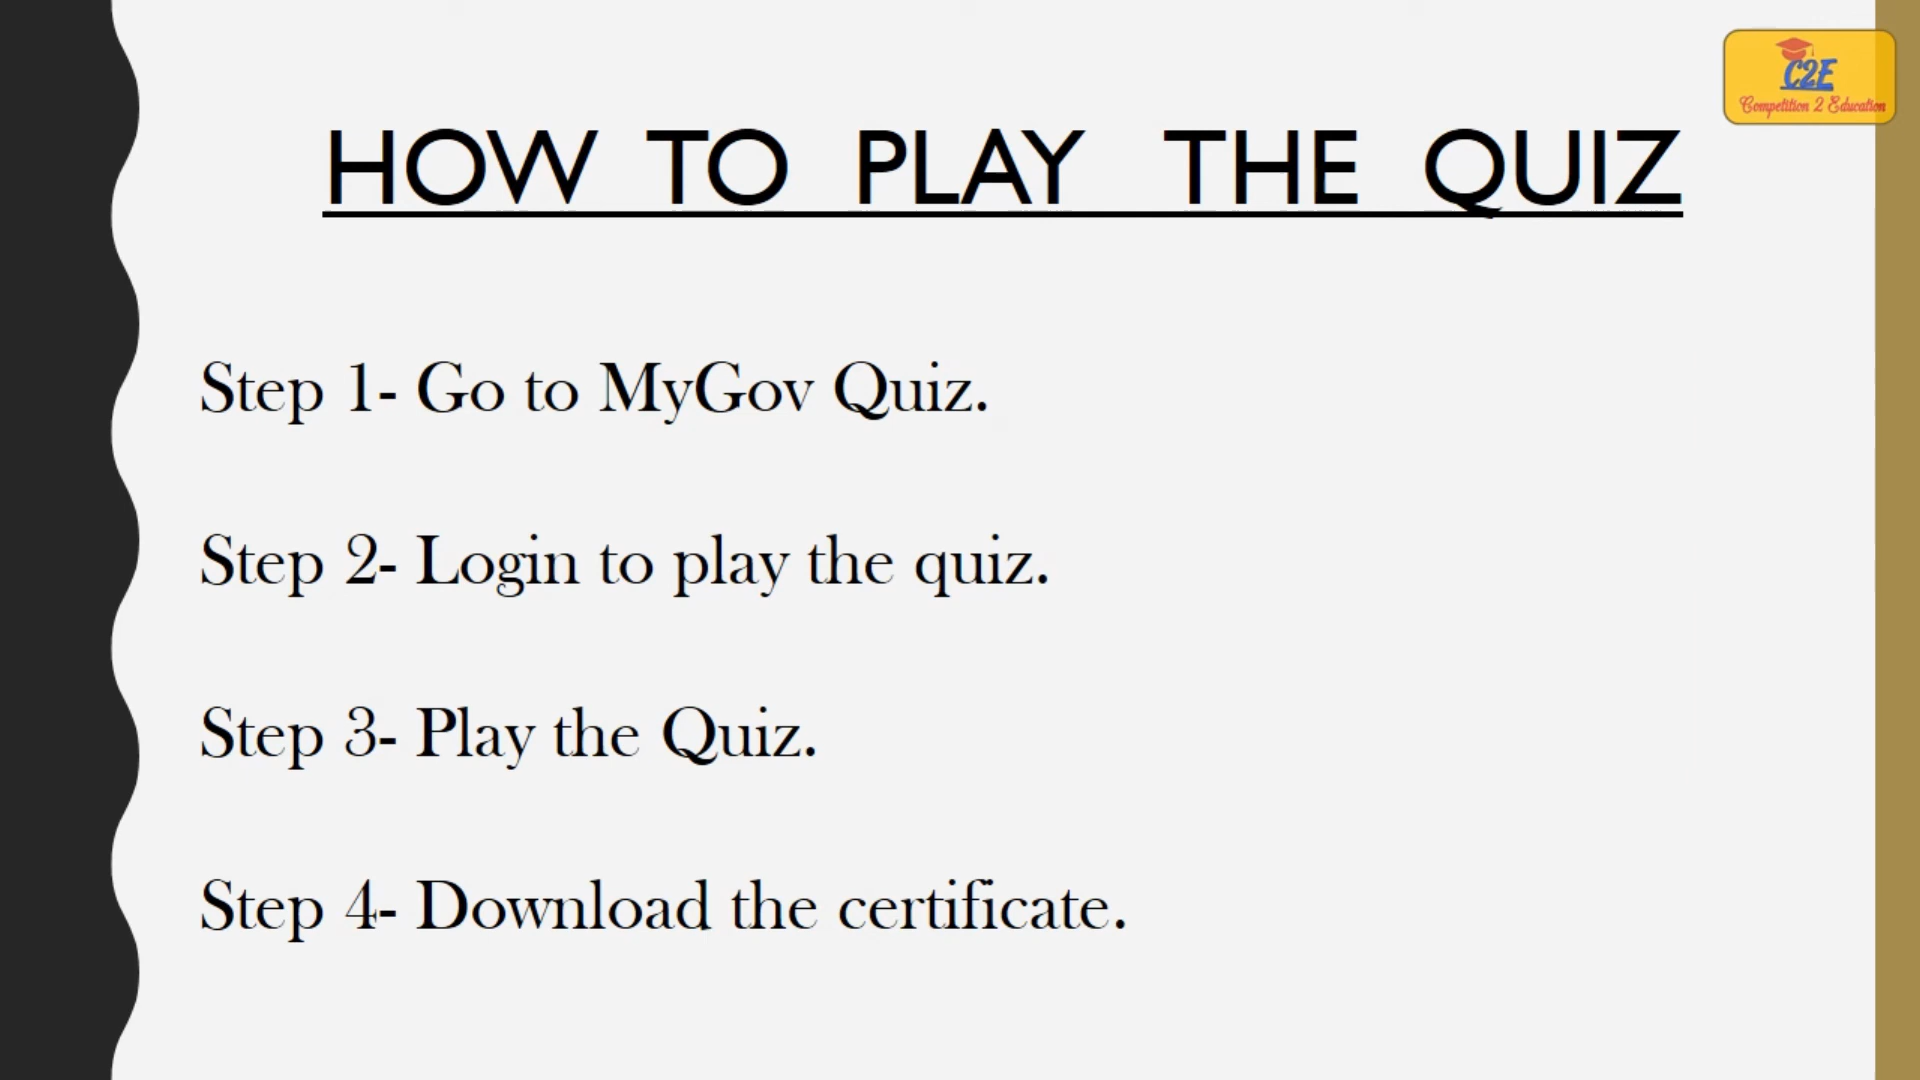 C2E
Competition 2 Education
HOW TO PLAY THE QUIZ
Step 1- Go to MyGov Quiz.
Step 2- Login to play the quiz.
Step 3- Play the Quiz.
Step 4- Download the certificate.